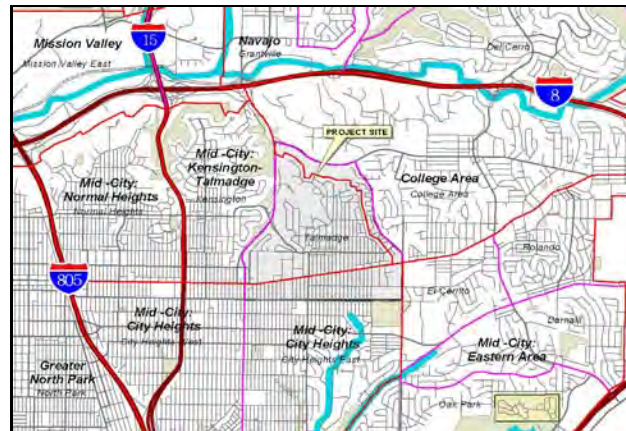 Mission Valley
Mission Valley East
15
Navajo
Grantville
Del Cerro
8
PROJECT SITE
Mid -City:
Kensington-
Talmadge
Kensington
College Area
College Area
Mid -City:
Normal Heights
Normal Heights
Talmadge
Rolando
805
El Cerrito
Mid -City:
City Heights
City Heights West
Mid -City:
City Heights
City Heights East
Darnall
Mid -City:
Eastern Area
Greater
North Park
North Park
Oak Park